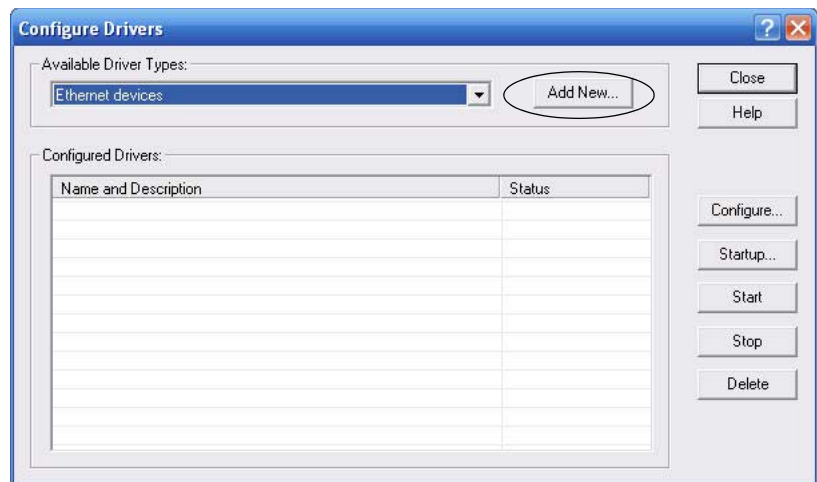 Configure Drivers
Available Driver Types:
Ethernet devices
Add New...
Close
Help
Configured Drivers:
Name and Description Status
Configure...
Startup...
Start
Stop
Delete